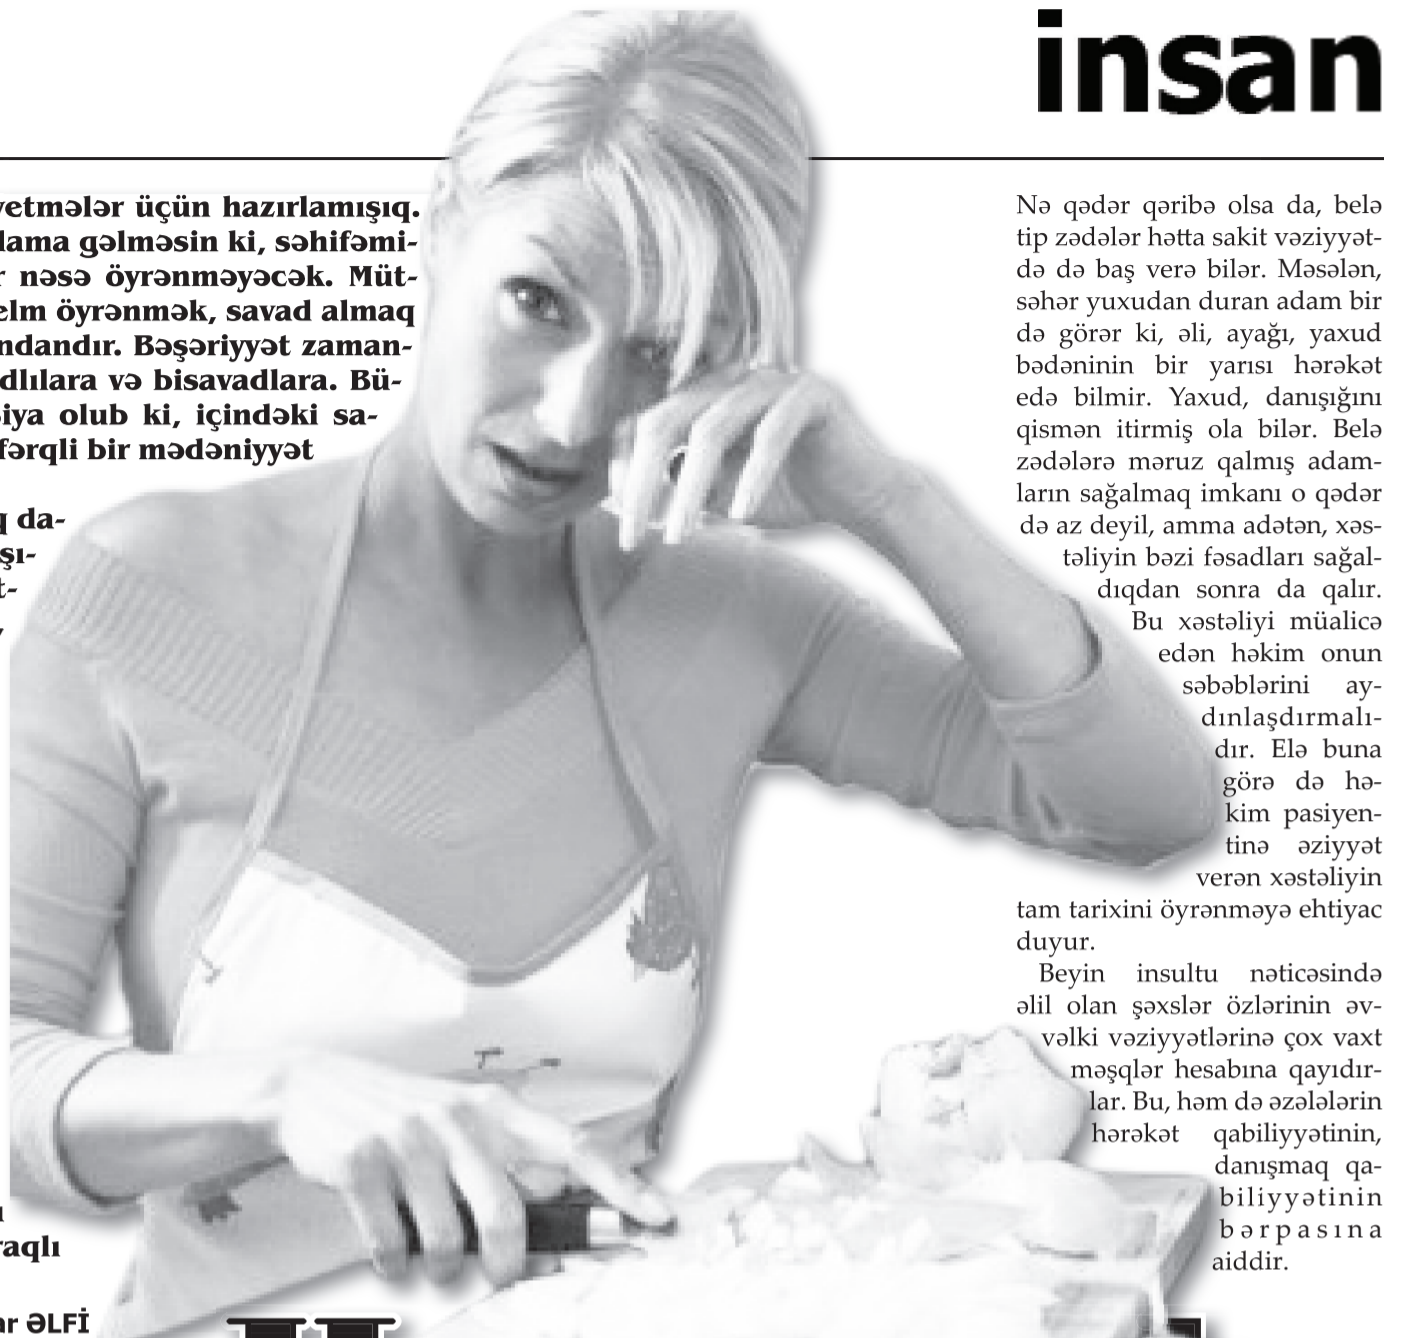 insan
üçün hazırlamışıq.
gəlməsin ki, səhifəmi-
nəsə öyrənməyəcək. Müt-
elm öyrənmək, savad almaq
Bəşəriyyət zaman-
və bisavadlara. Bü-
olub ki, içindəki sa-
fərqli bir mədəniyyət
da-
ƏLFİ
Nə qədər qəribə olsa da, belə
tip zədələr hətta sakit vəziyyət-
də də baş verə bilər. Məsələn,
səhər yuxudan duran adam bir
də görər ki, əli, ayağı, yaxud
bədəninin bir yarısı hərəkət
edə bilmir. Yaxud, danışığını
qismən itirmiş ola bilər. Belə
zədələrə məruz qalmış adam-
ların sağalmaq imkanı o qədər
də az deyil, amma adətən, xəs-
təliyin bəzi fəsadları sağal-
dıqdan sonra da qalır.
Bu xəstəliyi müalicə
edən həkim onun
səbəblərini ay-
dınlaşdırmalı-
dır. Elə buna
görə də hə-
kim pasiyen-
tinə əziyyət
verən xəstəliyin
tam tarixini öyrənməyə ehtiyac
duyur.
Beyin insultu nəticəsində
əlil olan şəxslər özlərinin əv-
vəlki vəziyyətlərinə çox vaxt
məşqlər hesabına qayıdır-
lar. Bu, həm də əzələlərin
hərəkət qabiliyyətinin,
danışmaq qa-
biliyyətinin
bərpasına
aiddir.